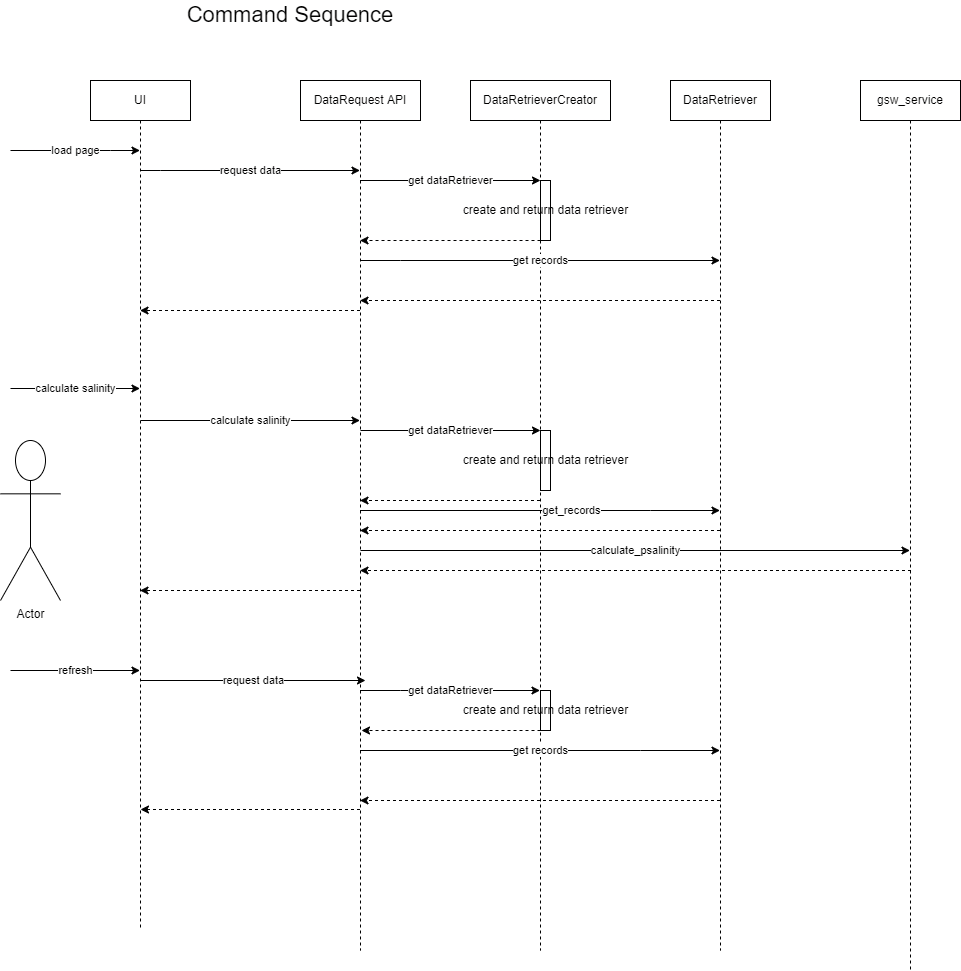 Command Sequence
UI
DataRequest API
DataRetrieverCreator
DataRetriever
gsw_service
load page
request data
get dataRetriever
create and return data retriever
get records
calculate salinity
calculate salinity
get dataRetriever
create and return data retriever
get_records
calculate_psalinity
Actor
refresh
request data
get dataRetriever
create and return data retriever
get records